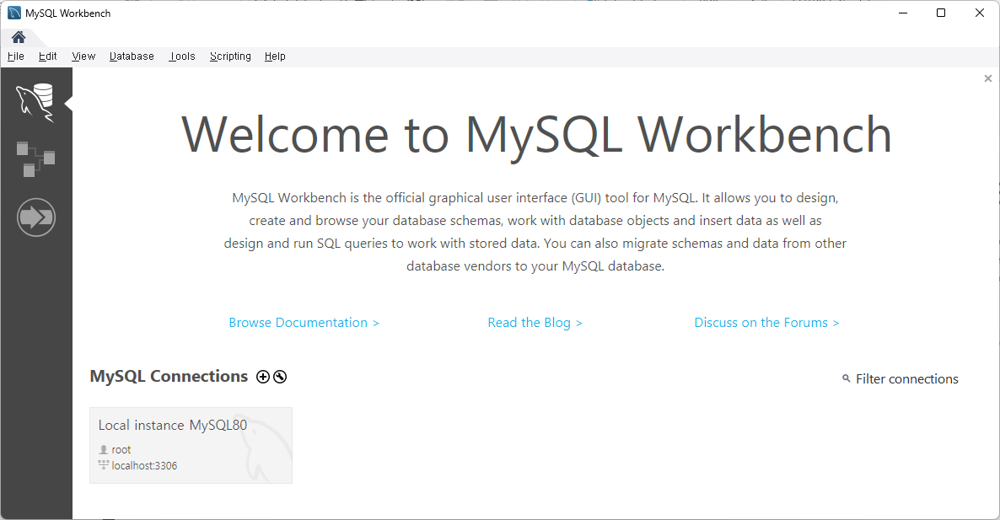 MySQL Workbench
File Edit View Database Tools Scripting Help
Welcome to MySQL Workbench
MySQL Workbench is the official graphical user interface (GUI) tool for MySQL. It allows you to design,
create and browse your database schemas, work with database objects and insert data as well as
design and run SQL queries to work with stored data. You can also migrate schemas and data from other
database vendors to your MySQL database.
Browse Documentation > Read the Blog > Discuss on the Forums >
MySQL Connections
Filter connections
Local instance MySQL80
root
localhost:3306